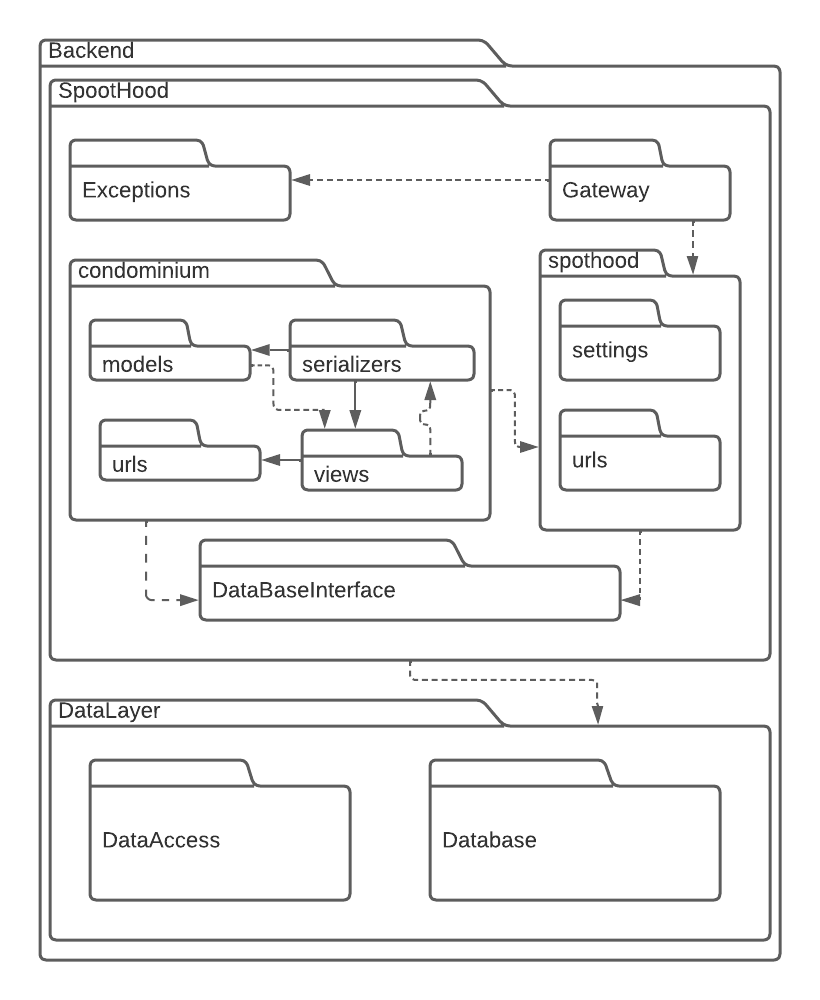 Backend
SpootHood
Exceptions
Gateway
condominium
spothood
models
serializers
settings
urls
views
urls
DataBaseInterface
DataLayer
DataAccess
Database